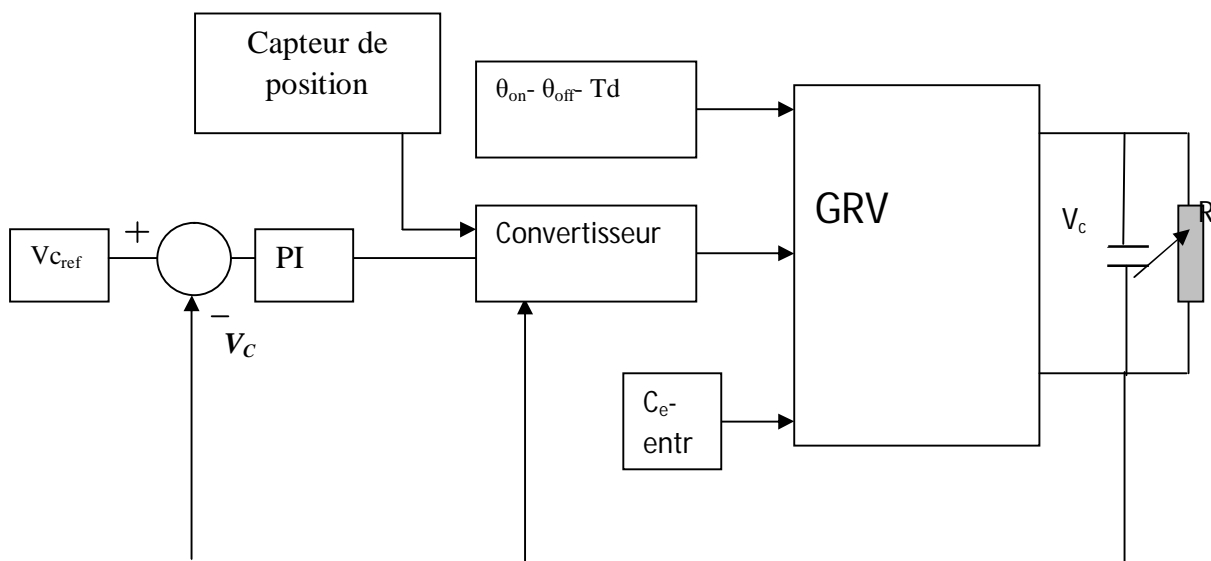 Capteur de
position
θon- θoff- Td
GRV
Convertisseur
Vcref
+
PI
−
VC
Vc
R
Ce-
entr